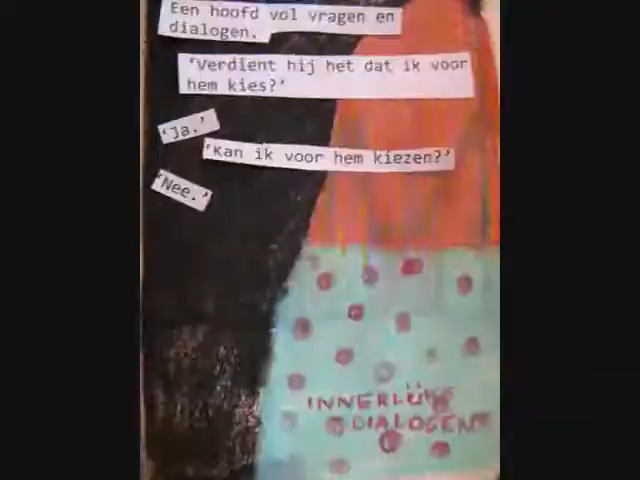 Een hoofd vol vragen en
dialogen.
'Verdient hij het dat ik voor
hem kies?'
'Ja.'
'Kan ik voor hem kiezen?'
'Nee.'
INNERLIJKE
DIALOGEN